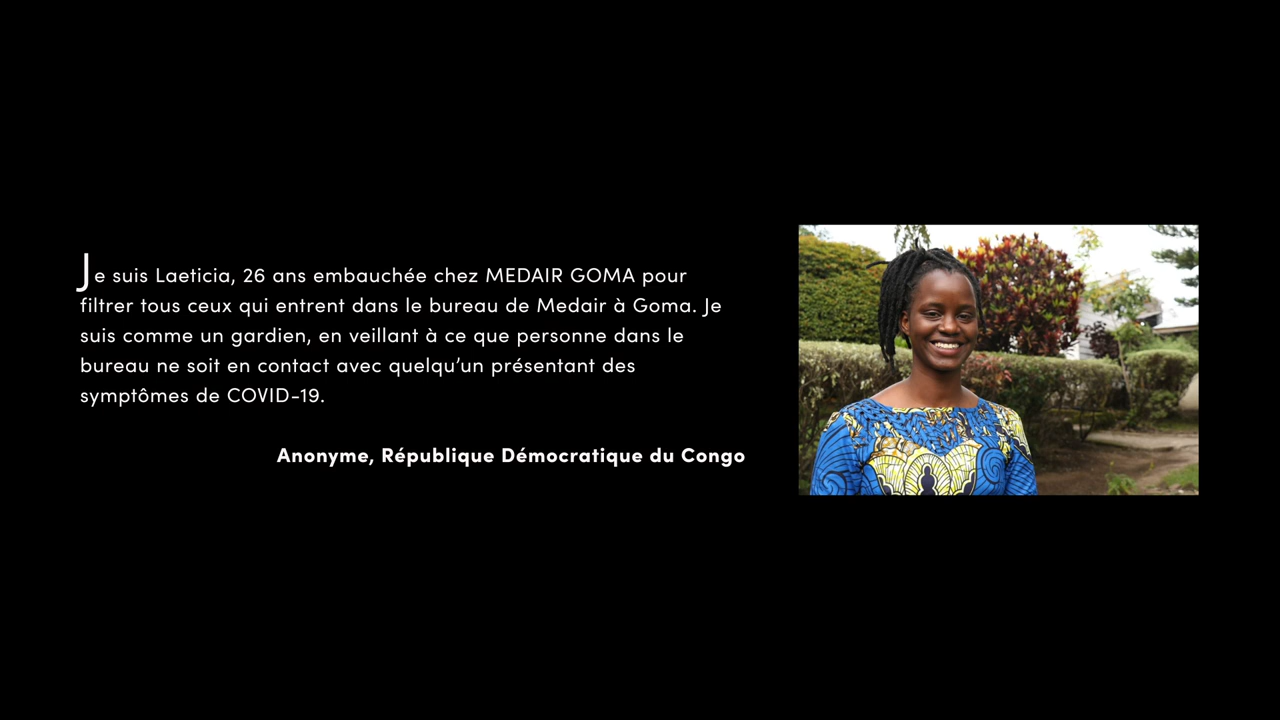 Je suis Laeticia, 26 ans embauchée chez MEDAIR GOMA pour
filtrer tous ceux qui entrent dans le bureau de Medair à Goma. Je
suis comme un gardien, en veillant à ce que personne dans le
bureau ne soit en contact avec quelqu’un présentant des
symptômes de COVID-19.
Anonyme, République Démocratique du Congo